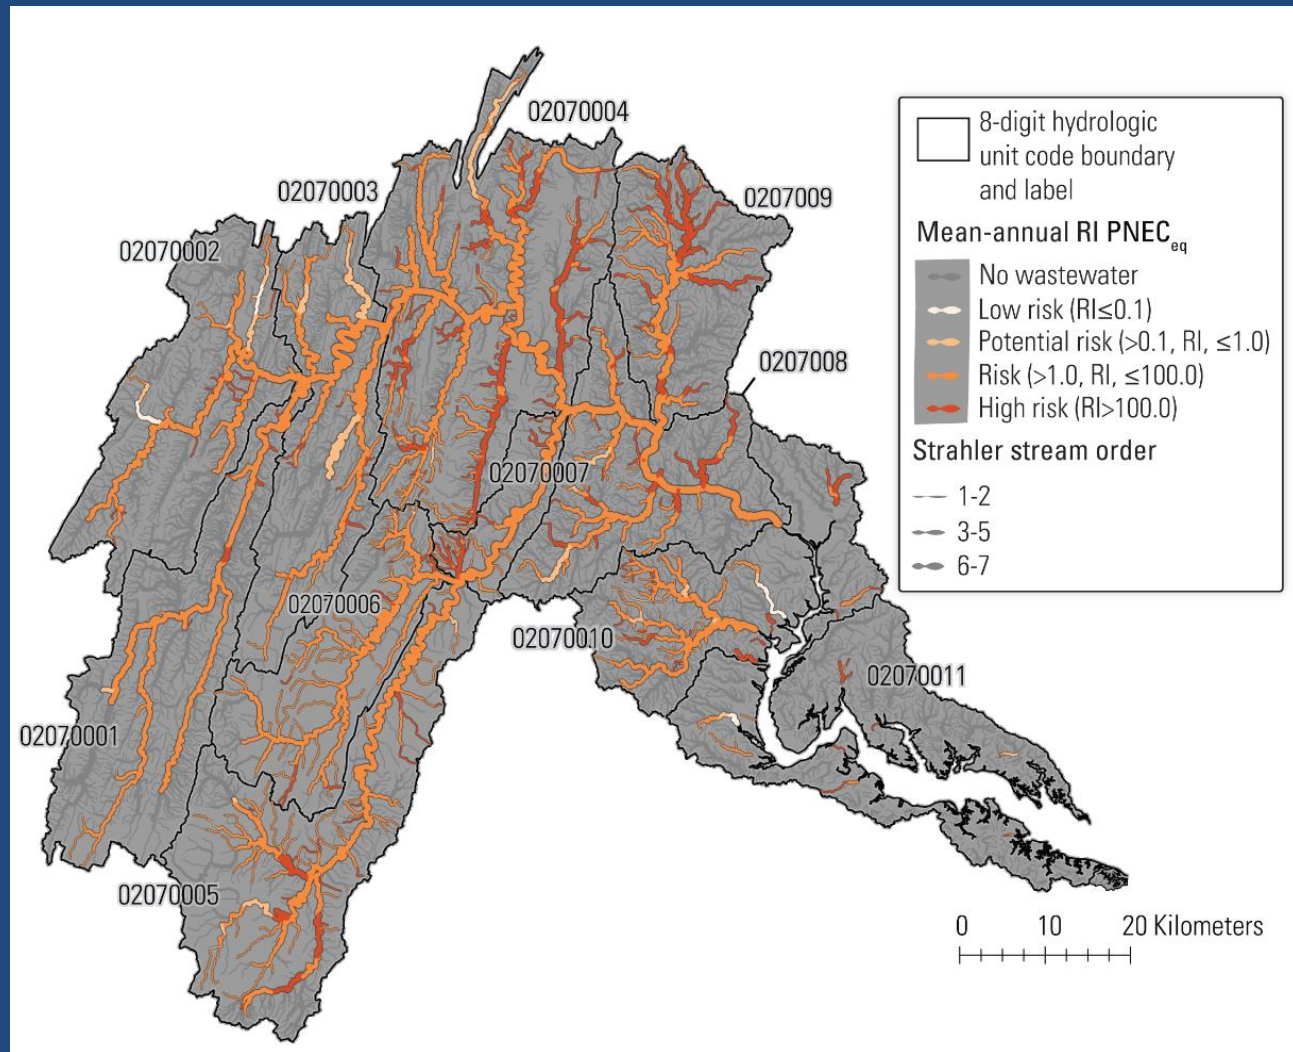 02070004
02070003
0207009
02070002
0207008
02070007
02070006
02070010
02070011
02070001
02070005
8-digit hydrologic
unit code boundary
and label
Mean-annual RI PNECeq
No wastewater
Low risk (RI≤0.1)
Potential risk (>0.1, RI, ≤1.0)
Risk (>1.0, RI, ≤100.0)
High risk (RI>100.0)
Strahler stream order
1-2
3-5
6-7
0 10 20 Kilometers